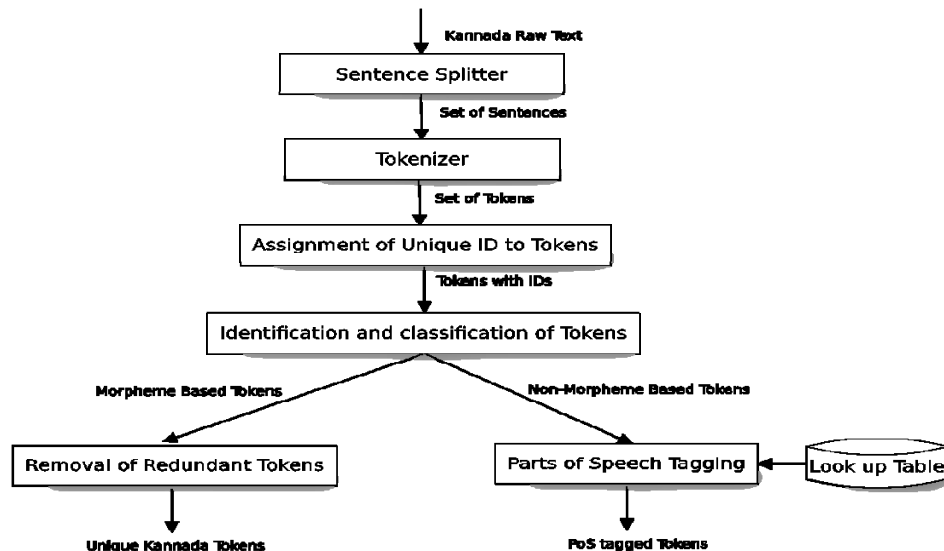 Kannada Raw Text
Sentence Splitter
Set of Sentences
Tokenizer
Set of Tokens
Assignment of Unique ID to Tokens
Tokens with IDs
Identification and classification of Tokens
Morpheme Based Tokens
Non-Morpheme Based Tokens
Removal of Redundant Tokens
Parts of Speech Tagging
Look up Table
Unique Kannada Tokens
PoS tagged Tokens